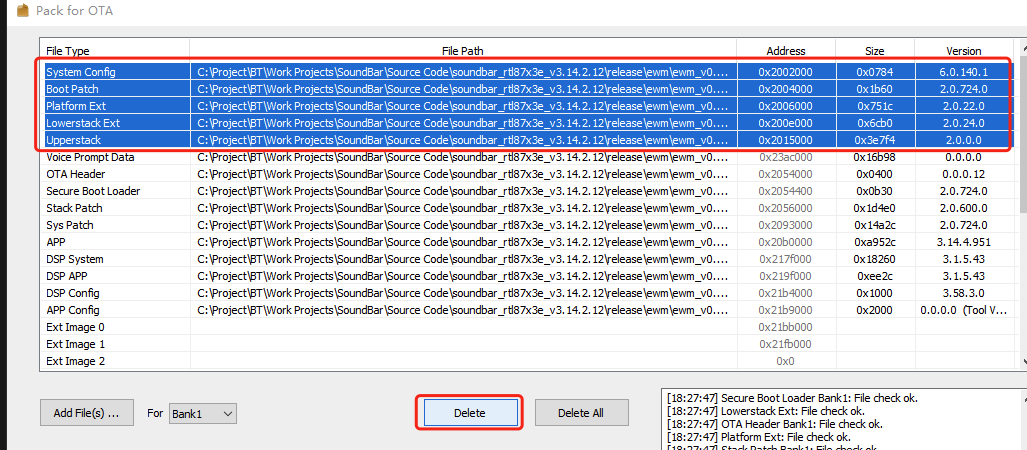 Pack for OTA
File Type File Path Address Size Version
System Config C:\Project\BT\Work Projects\SoundBar\Source Code\soundbar_rtl87x3e_v3.14.2.12\release\ewm\ewm_v0.... 0x2002000 0x0784 6.0.140.1
Boot Patch C:\Project\BT\Work Projects\SoundBar\Source Code\soundbar_rtl87x3e_v3.14.2.12\release\ewm\ewm_v0.... 0x2004000 0x1b60 2.0.724.0
Platform Ext C:\Project\BT\Work Projects\SoundBar\Source Code\soundbar_rtl87x3e_v3.14.2.12\release\ewm\ewm_v0.... 0x2006000 0x751c 2.0.22.0
Lowerstack Ext C:\Project\BT\Work Projects\SoundBar\Source Code\soundbar_rtl87x3e_v3.14.2.12\release\ewm\ewm_v0.... 0x200e000 0x6cb0 2.0.24.0
Upperstack C:\Project\BT\Work Projects\SoundBar\Source Code\soundbar_rtl87x3e_v3.14.2.12\release\ewm\ewm_v0.... 0x2015000 0x3e7f4 2.0.0.0
Voice Prompt Data C:\Project\BT\Work Projects\SoundBar\Source Code\soundbar_rtl87x3e_v3.14.2.12\release\ewm\ewm_v0.... 0x23ac000 0x16b98 0.0.0.0
OTA Header C:\Project\BT\Work Projects\SoundBar\Source Code\soundbar_rtl87x3e_v3.14.2.12\release\ewm\ewm_v0.... 0x2054000 0x0400 0.0.0.12
Secure Boot Loader C:\Project\BT\Work Projects\SoundBar\Source Code\soundbar_rtl87x3e_v3.14.2.12\release\ewm\ewm_v0.... 0x2054400 0x0b30 2.0.724.0
Stack Patch C:\Project\BT\Work Projects\SoundBar\Source Code\soundbar_rtl87x3e_v3.14.2.12\release\ewm\ewm_v0.... 0x2056000 0x1d4e0 2.0.600.0
Sys Patch C:\Project\BT\Work Projects\SoundBar\Source Code\soundbar_rtl87x3e_v3.14.2.12\release\ewm\ewm_v0.... 0x2093000 0x14a2c 2.0.724.0
APP C:\Project\BT\Work Projects\SoundBar\Source Code\soundbar_rtl87x3e_v3.14.2.12\release\ewm\ewm_v0.... 0x20b0000 0xa952c 3.14.4.951
DSP System C:\Project\BT\Work Projects\SoundBar\Source Code\soundbar_rtl87x3e_v3.14.2.12\release\ewm\ewm_v0.... 0x217f000 0x18260 3.1.5.43
DSP APP C:\Project\BT\Work Projects\SoundBar\Source Code\soundbar_rtl87x3e_v3.14.2.12\release\ewm\ewm_v0.... 0x219f000 0xee2c 3.1.5.43
DSP Config C:\Project\BT\Work Projects\SoundBar\Source Code\soundbar_rtl87x3e_v3.14.2.12\release\ewm\ewm_v0.... 0x21b4000 0x1000 3.58.3.0
APP Config C:\Project\BT\Work Projects\SoundBar\Source Code\soundbar_rtl87x3e_v3.14.2.12\release\ewm\ewm_v0.... 0x21b9000 0x2000 0.0.0.0 (Tool V...
Ext Image 0 0x21bb000
Ext Image 1 0x21fb000
Ext Image 2 0x0
Add File(s) ... For Bank1 Delete Delete All
[18:27:47] Secure Boot Loader Bank1: File check ok.
[18:27:47] Lowerstack Ext: File check ok.
[18:27:47] OTA Header Bank1: File check ok.
[18:27:47] Platform Ext: File check ok.
[18:27:47] Stack Patch Bank1: File check ok.